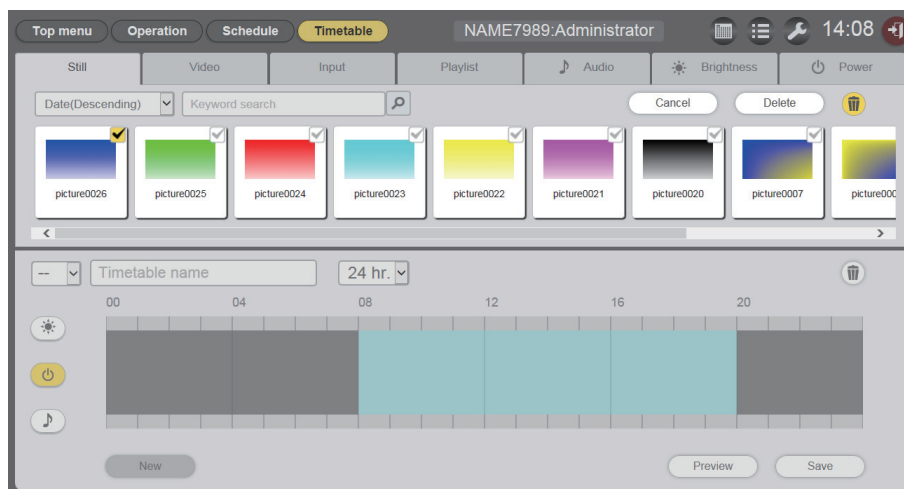 Top menu Operation Schedule Timetable NAME7989:Administrator 14:08
Still Video Input Playlist Audio Brightness Power
Date(Descending) Keyword search Cancel Delete
picture0026 picture0025 picture0024 picture0023 picture0022 picture0021 picture0020 picture0007 picture000
-- Timetable name 24 hr.
00 04 08 12 16 20
New Preview Save